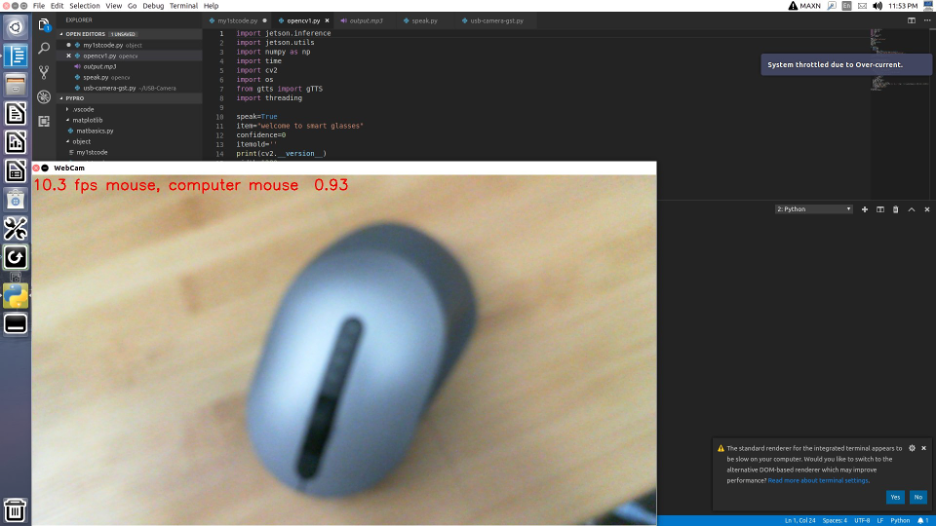 File Edit Selection View Go Debug Terminal Help
MAXN
En
11:53 PM
EXPLORER
OPEN EDITORS 1 UNSAVED
my1stcode.py object
opencv1.py opencv
output.mp3
speak.py
usb-camera-gst.py ~/USB-Camera
PYPRO
.vscode
matplotlib
matbasics.py
object
my1stcode
my1stcode.py
opencv1.py
output.mp3
speak.py
usb-camera-gst.py
1 import jetson.inference
2 import jetson.utils
3 import numpy as np
4 import time
5 import cv2
6 import os
7 from gtts import gTTS
8 import threading
9
10 speak=True
11 item="welcome to smart glasses"
12 confidence=0
13 itemold=''
14 print(cv2.__version__)
System throttled due to Over-current.
WebCam
10.3 fps mouse, computer mouse 0.93
2: Python
The standard renderer for the integrated terminal appears to
be slow on your computer. Would you like to switch to the
alternative DOM-based renderer which may improve
performance? Read more about terminal settings.
Yes
No
Ln 1, Col 24 Spaces: 4 UTF-8 LF Python 1